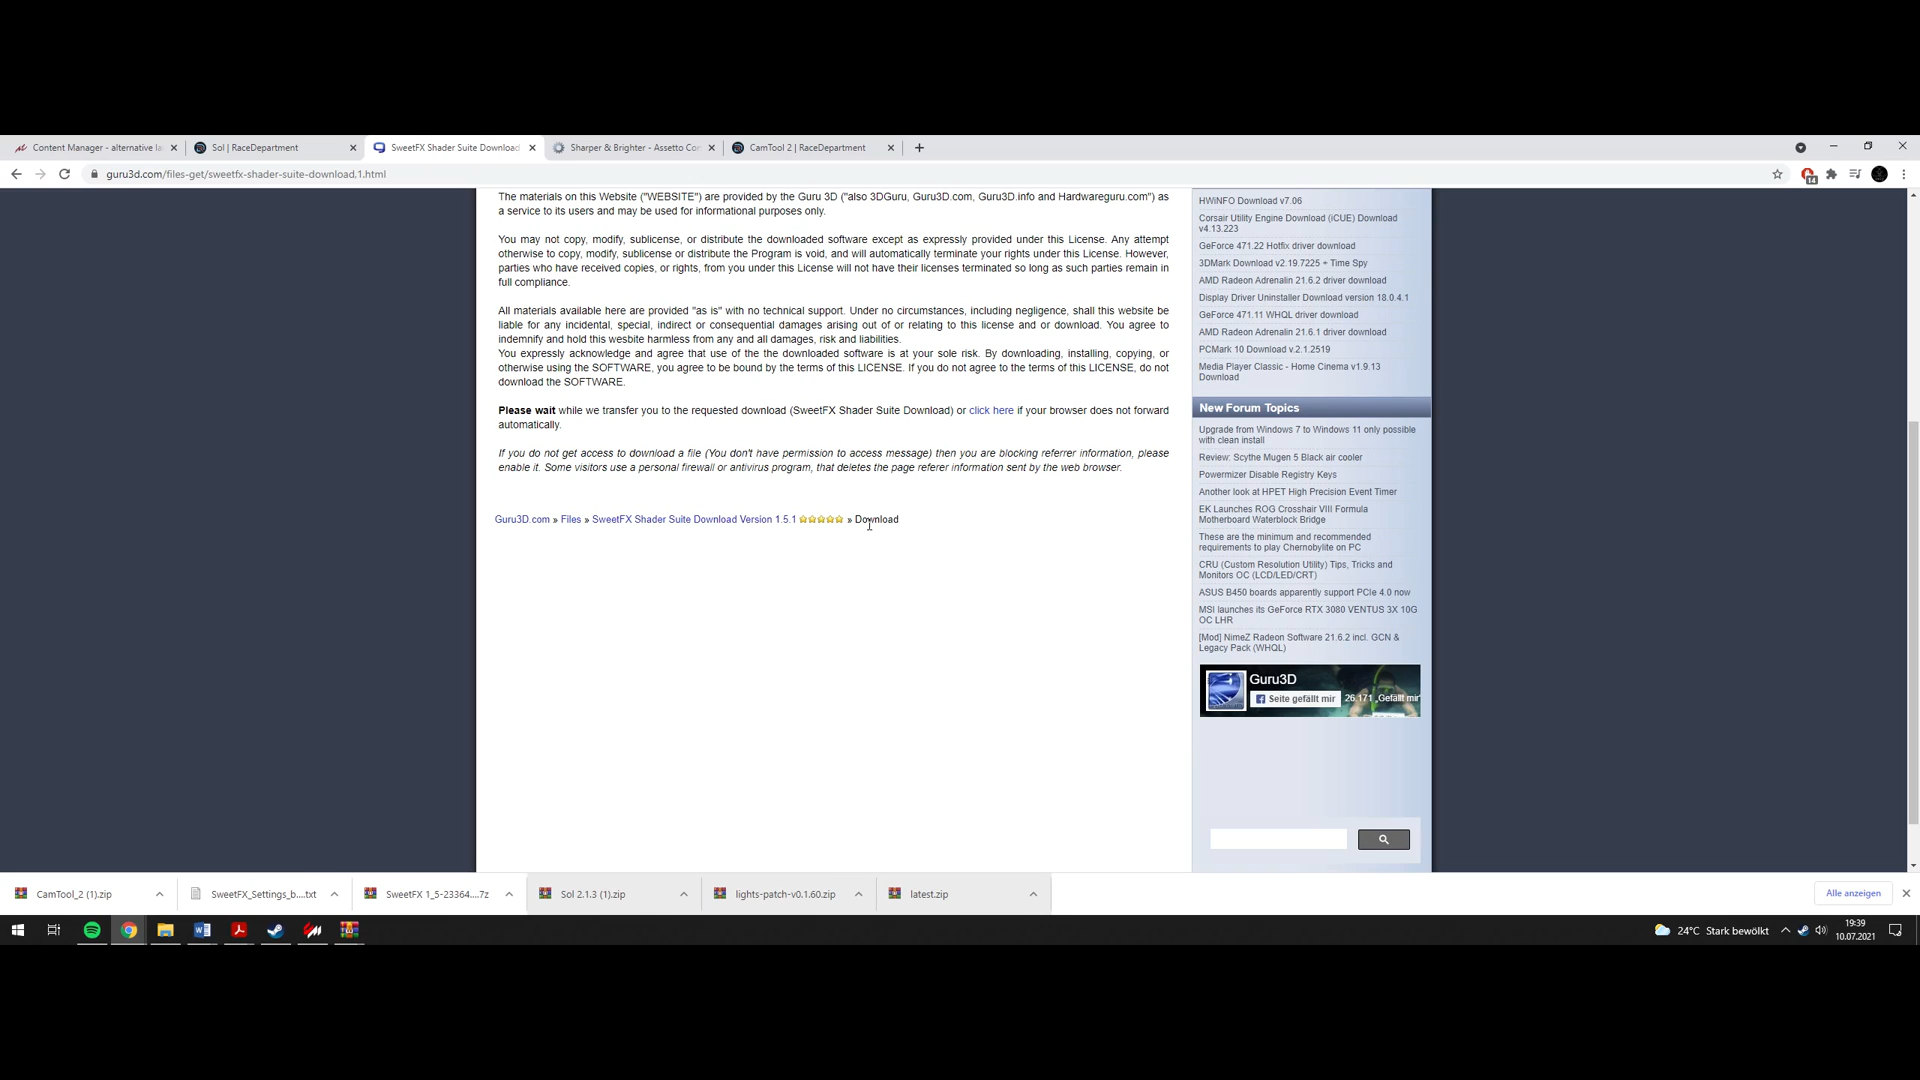 Content Manager - alternative la
Sol | RaceDepartment
SweetFX Shader Suite Download
Sharper & Brighter - Assetto Cor
CamTool 2 | RaceDepartment
guru3d.com/files-get/sweetfx-shader-suite-download,1.html
14
The materials on this Website ("WEBSITE") are provided by the Guru 3D ("also 3DGuru, Guru3D.com, Guru3D.info and Hardwareguru.com") as
a service to its users and may be used for informational purposes only.
You may not copy, modify, sublicense, or distribute the downloaded software except as expressly provided under this License. Any attempt
otherwise to copy, modify, sublicense or distribute the Program is void, and will automatically terminate your rights under this License. However,
parties who have received copies, or rights, from you under this License will not have their licenses terminated so long as such parties remain in
full compliance.
All materials available here are provided "as is" with no technical support. Under no circumstances, including negligence, shall this website be
liable for any incidental, special, indirect or consequential damages arising out of or relating to this license and or download. You agree to
indemnify and hold this wesbite harmless from any and all damages, risk and liabilities.
You expressly acknowledge and agree that use of the the downloaded software is at your sole risk. By downloading, installing, copying, or
otherwise using the SOFTWARE, you agree to be bound by the terms of this LICENSE. If you do not agree to the terms of this LICENSE, do not
download the SOFTWARE.
Please wait while we transfer you to the requested download (SweetFX Shader Suite Download) or click here if your browser does not forward
automatically.
If you do not get access to download a file (You don't have permission to access message) then you are blocking referrer information, please
enable it. Some visitors use a personal firewall or antivirus program, that deletes the page referer information sent by the web browser.
Guru3D.com » Files » SweetFX Shader Suite Download Version 1.5.1 » Download
HWiNFO Download v7.06
Corsair Utility Engine Download (iCUE) Download
v4.13.223
GeForce 471.22 Hotfix driver download
3DMark Download v2.19.7225 + Time Spy
AMD Radeon Adrenalin 21.6.2 driver download
Display Driver Uninstaller Download version 18.0.4.1
GeForce 471.11 WHQL driver download
AMD Radeon Adrenalin 21.6.1 driver download
PCMark 10 Download v.2.1.2519
Media Player Classic - Home Cinema v1.9.13
Download
New Forum Topics
Upgrade from Windows 7 to Windows 11 only possible
with clean install
Review: Scythe Mugen 5 Black air cooler
Powermizer Disable Registry Keys
Another look at HPET High Precision Event Timer
EK Launches ROG Crosshair VIII Formula
Motherboard Waterblock Bridge
These are the minimum and recommended
requirements to play Chernobylite on PC
CRU (Custom Resolution Utility) Tips, Tricks and
Monitors OC (LCD/LED/CRT)
ASUS B450 boards apparently support PCIe 4.0 now
MSI launches its GeForce RTX 3080 VENTUS 3X 10G
OC LHR
[Mod] NimeZ Radeon Software 21.6.2 incl. GCN &
Legacy Pack (WHQL)
Guru3D
Seite gefällt mir
26.171 „Gefällt mir"
CamTool_2 (1).zip
SweetFX_Settings_b....txt
SweetFX 1_5-23364....7z
Sol 2.1.3 (1).zip
lights-patch-v0.1.60.zip
latest.zip
Alle anzeigen
24°C Stark bewölkt
19:39
10.07.2021